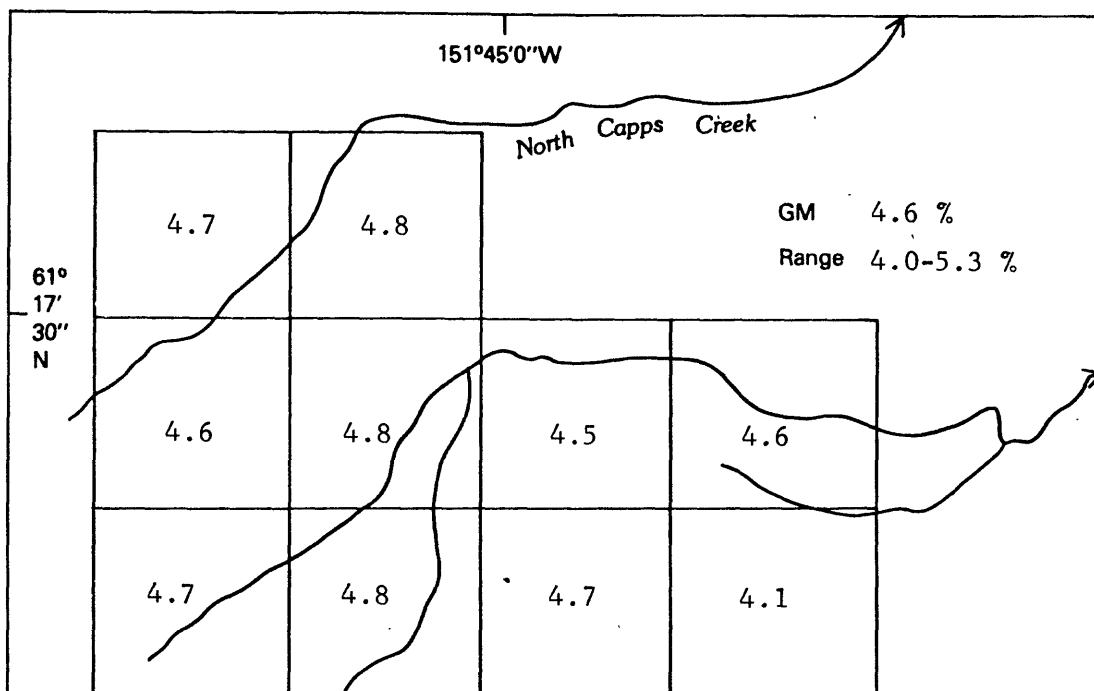 151°45'0"W
North Capps Creek
GM 4.6 %
Range 4.0-5.3 %
61°
17'
30"
N
4.7 4.8
4.6 4.8 4.5 4.6
4.7 4.8 4.7 4.1